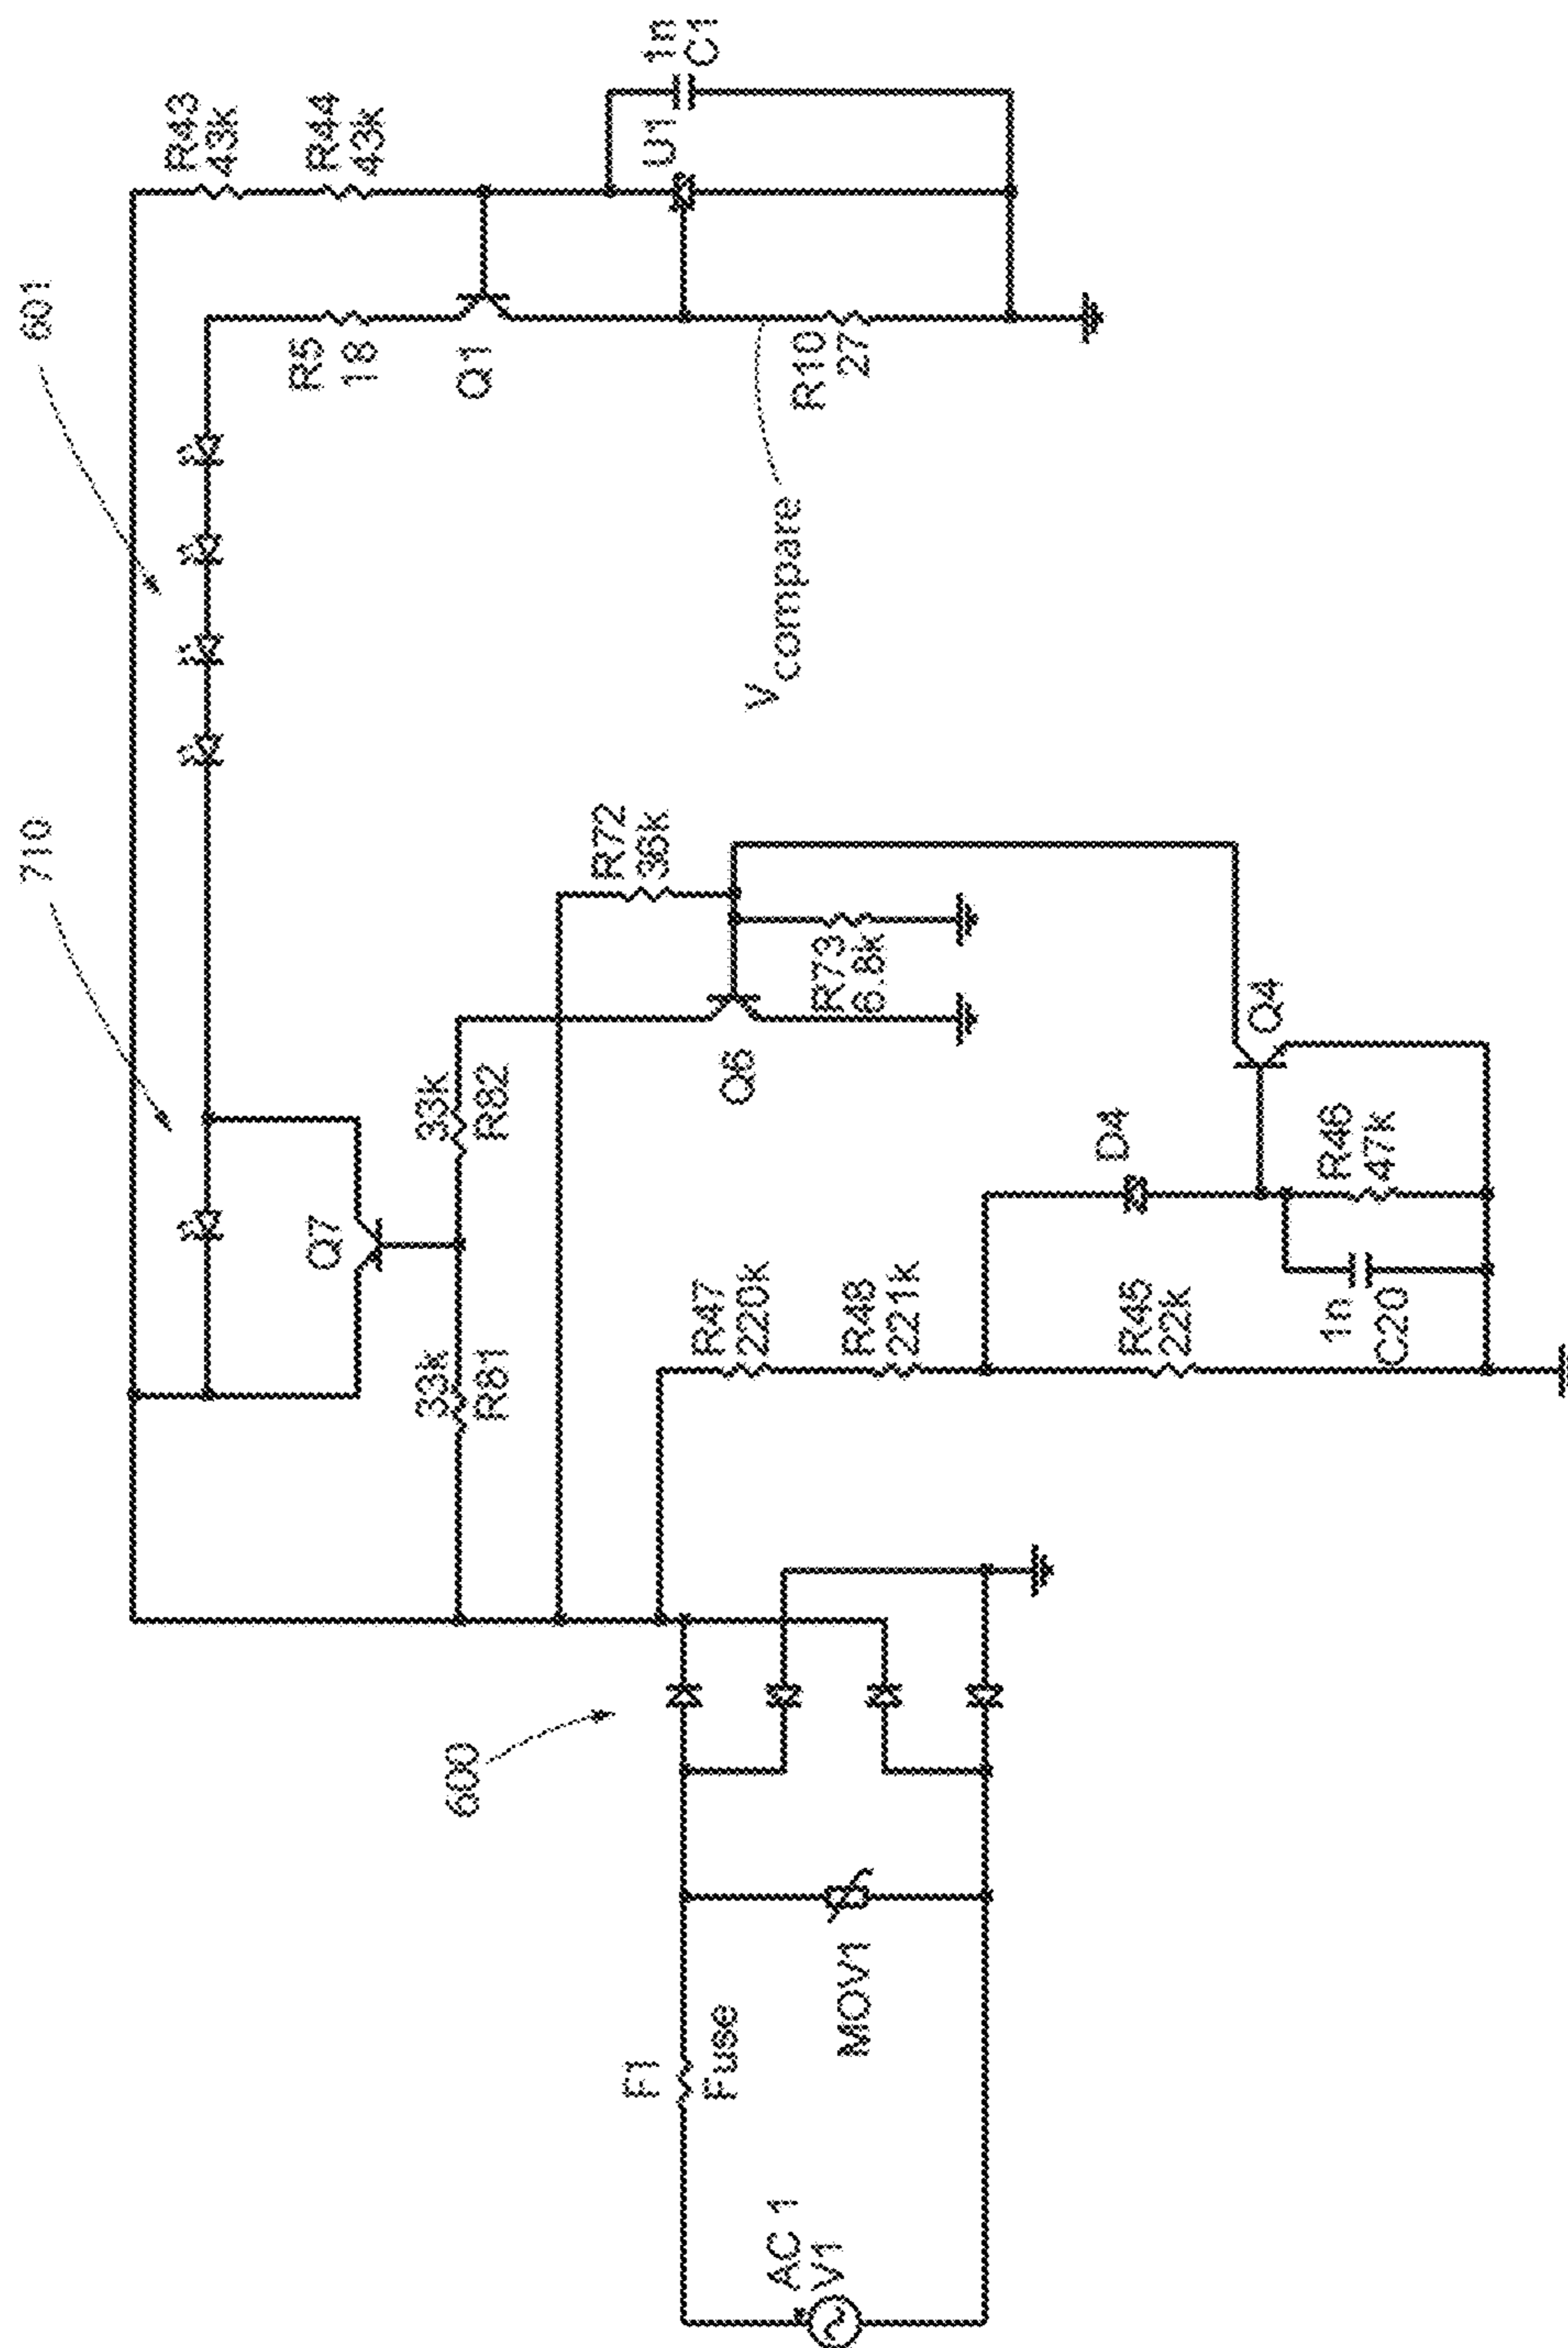 710
601
R43
43k
R44
43k
R5
18
Q7
33k
R81
33k
R82
600
Q1
R72
36k
1n
C1
U1
F1
Fuse
R47
220k
Q6
Vcompare
AC 1
V1
R10
27
R73
6.8k
MOV1
R48
221k
D4
R45
22k
Q4
R46
47k
1n
C20